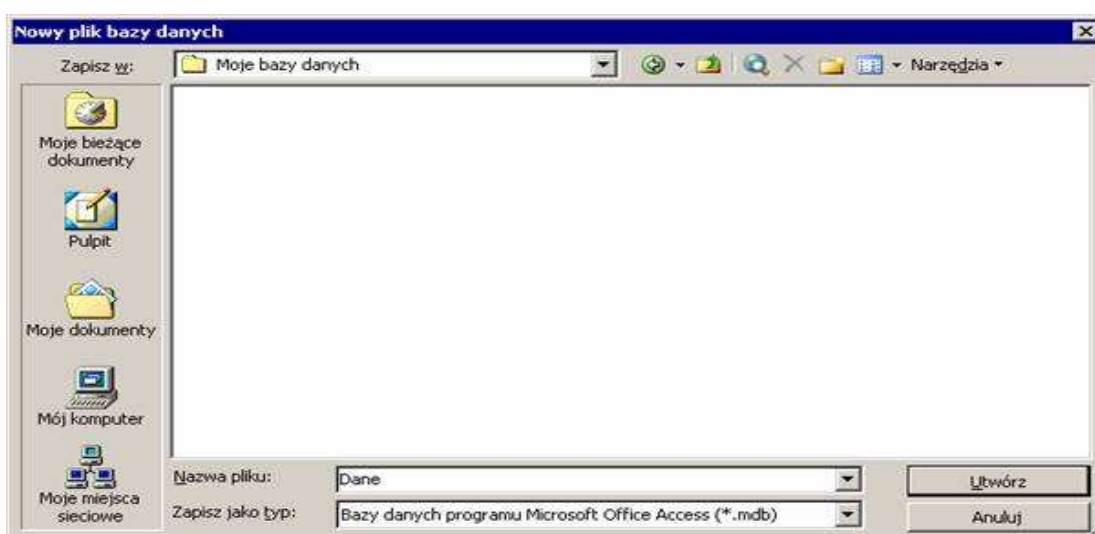 Nowy plik bazy danych
Zapisz w:
Moje bazy danych
Narzędzia
Moje bieżące
dokumenty
Pulpit
Moje dokumenty
Mój komputer
Moje miejsca
sieciowe
Nazwa pliku:
Dane
Utwórz
Zapisz jako typ:
Bazy danych programu Microsoft Office Access (*.mdb)
Anuluj